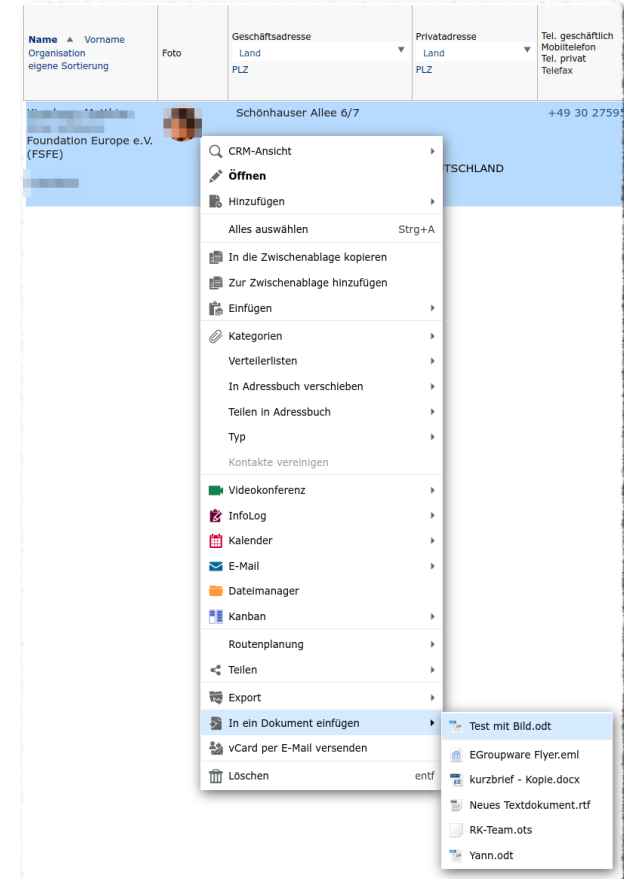 Name ▲ Vorname
Organisation
eigene Sortierung
Foto
Geschäftsadresse
Land
PLZ
Privatadresse
Land
PLZ
Tel. geschäftlich
Mobiltelefon
Tel. privat
Telefax
Foundation Europe e.V.
(FSFE)
Schönhauser Allee 6/7
+49 30 27595
TSCHLAND
CRM-Ansicht
Öffnen
Hinzufügen
Alles auswählen Strg+A
In die Zwischenablage kopieren
Zur Zwischenablage hinzufügen
Einfügen
Kategorien
Verteilerlisten
In Adressbuch verschieben
Teilen in Adressbuch
Typ
Kontakte vereinigen
Videokonferenz
InfoLog
Kalender
E-Mail
Dateimanager
Kanban
Routenplanung
Teilen
Export
In ein Dokument einfügen
vCard per E-Mail versenden
Löschen entf
Test mit Bild.odt
EGroupware Flyer.eml
kurzbrief - Kopie.docx
Neues Textdokument.rtf
RK-Team.ots
Yann.odt